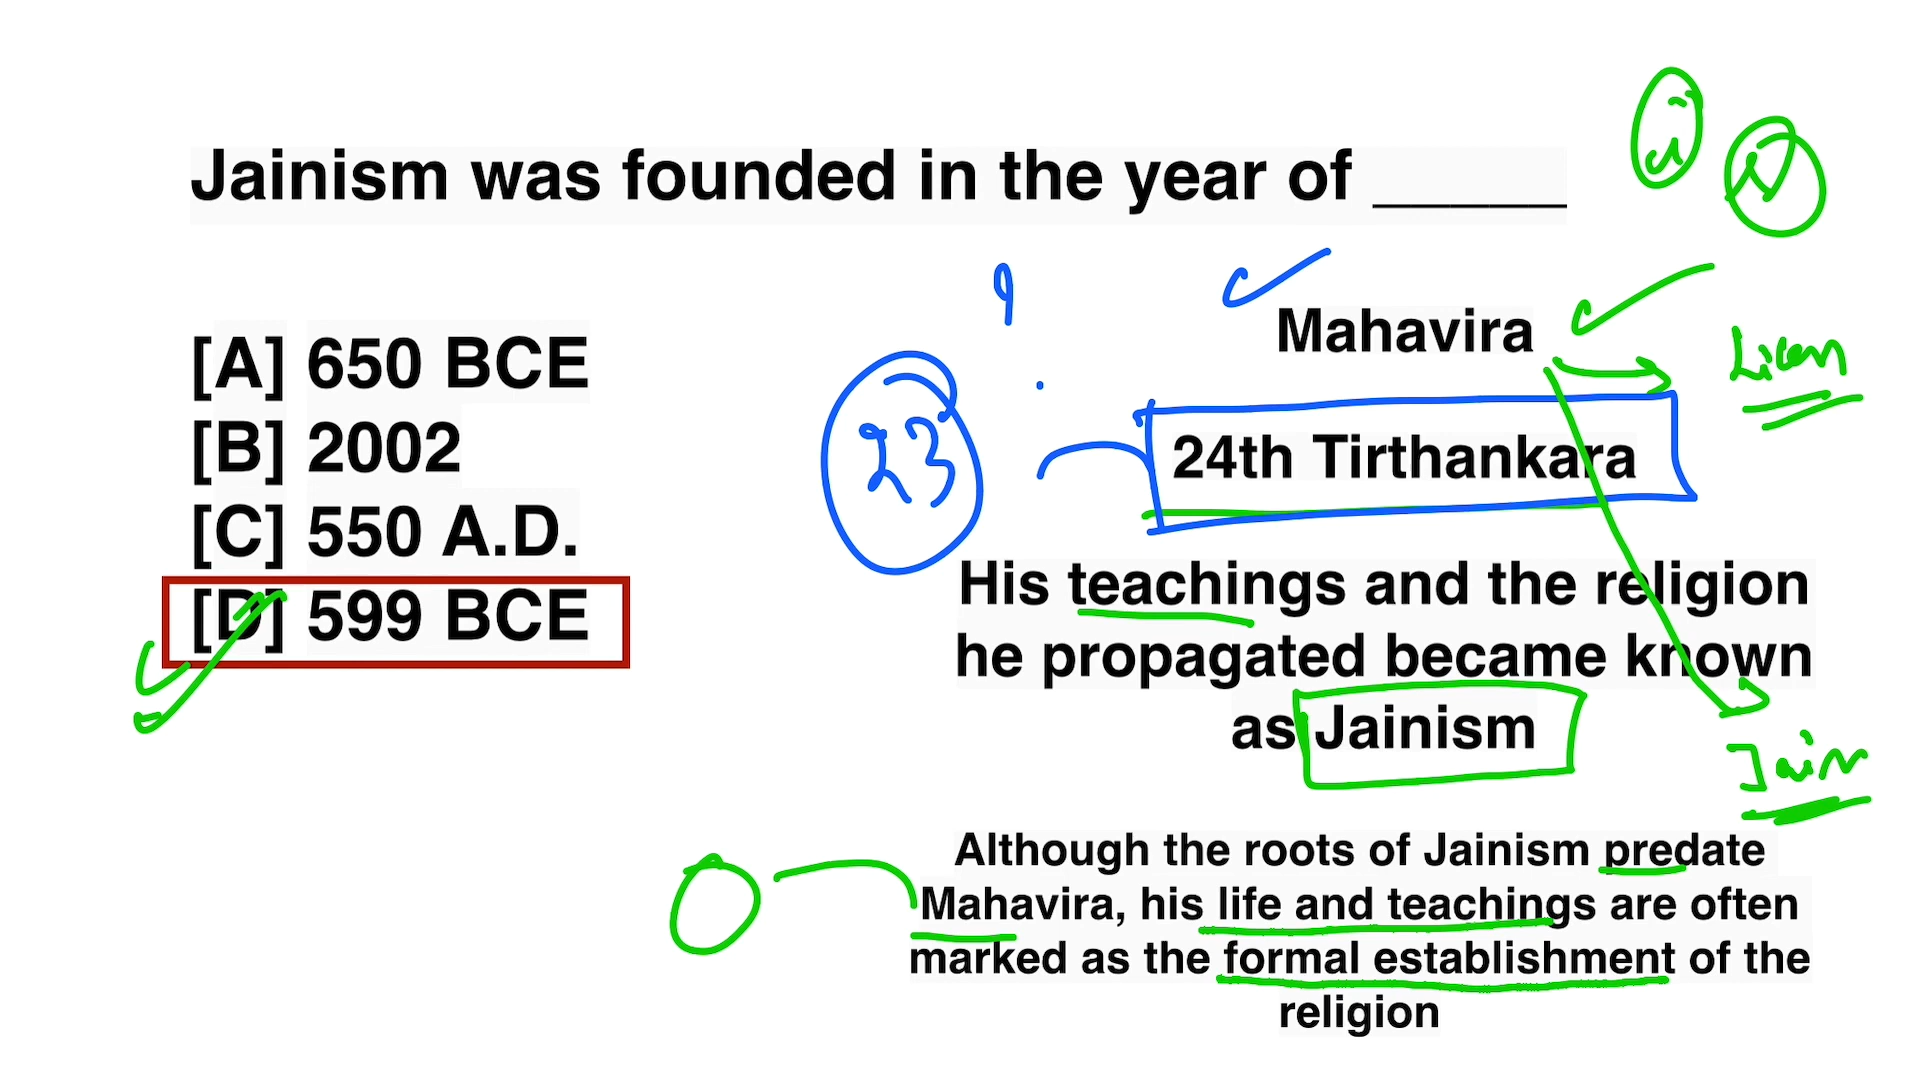 Jainism was founded in the year of _____
[A] 650 BCE
[B] 2002
[C] 550 A.D.
[D] 599 BCE
Mahavira
24th Tirthankara
23
His teachings and the religion
he propagated became known
as Jainism
Jain
Although the roots of Jainism predate
Mahavira, his life and teachings are often
marked as the formal establishment of the
religion